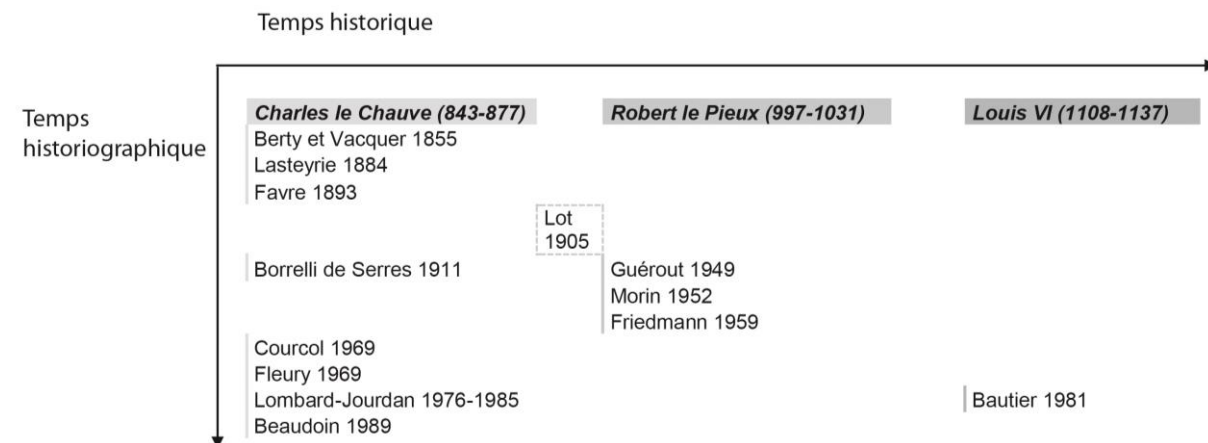 Temps historique
Temps
historiographique
Charles le Chauve (843-877)
Robert le Pieux (997-1031)
Louis VI (1108-1137)
Berty et Vacquer 1855
Lasteyrie 1884
Favre 1893
Lot
1905
Borrelli de Serres 1911
Guérout 1949
Morin 1952
Friedmann 1959
Courcol 1969
Fleury 1969
Lombard-Jourdan 1976-1985
Bautier 1981
Beaudoin 1989